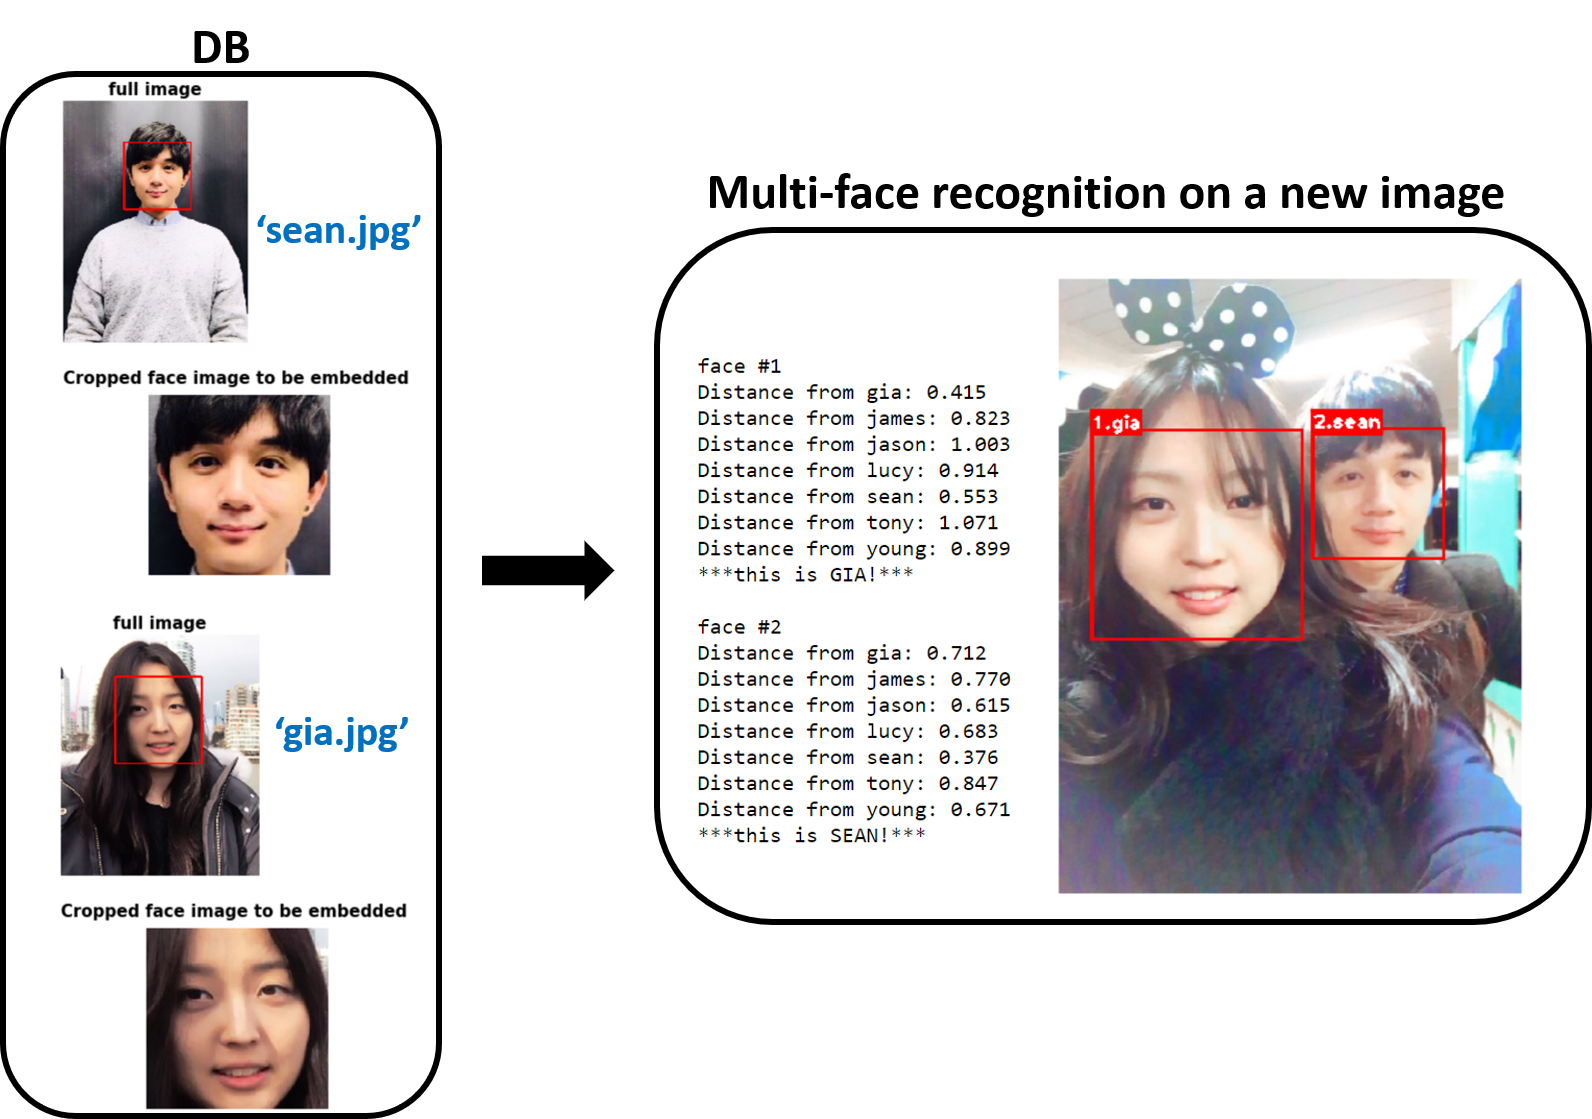 DB
full image
‘sean.jpg’
Cropped face image to be embedded
full image
‘gia.jpg’
Cropped face image to be embedded
Multi-face recognition on a new image
face #1
Distance from gia: 0.415
Distance from james: 0.823
Distance from jason: 1.003
Distance from lucy: 0.914
Distance from sean: 0.553
Distance from tony: 1.071
Distance from young: 0.899
***this is GIA!***
face #2
Distance from gia: 0.712
Distance from james: 0.770
Distance from jason: 0.615
Distance from lucy: 0.683
Distance from sean: 0.376
Distance from tony: 0.847
Distance from young: 0.671
***this is SEAN!***
1.gia
2.sean